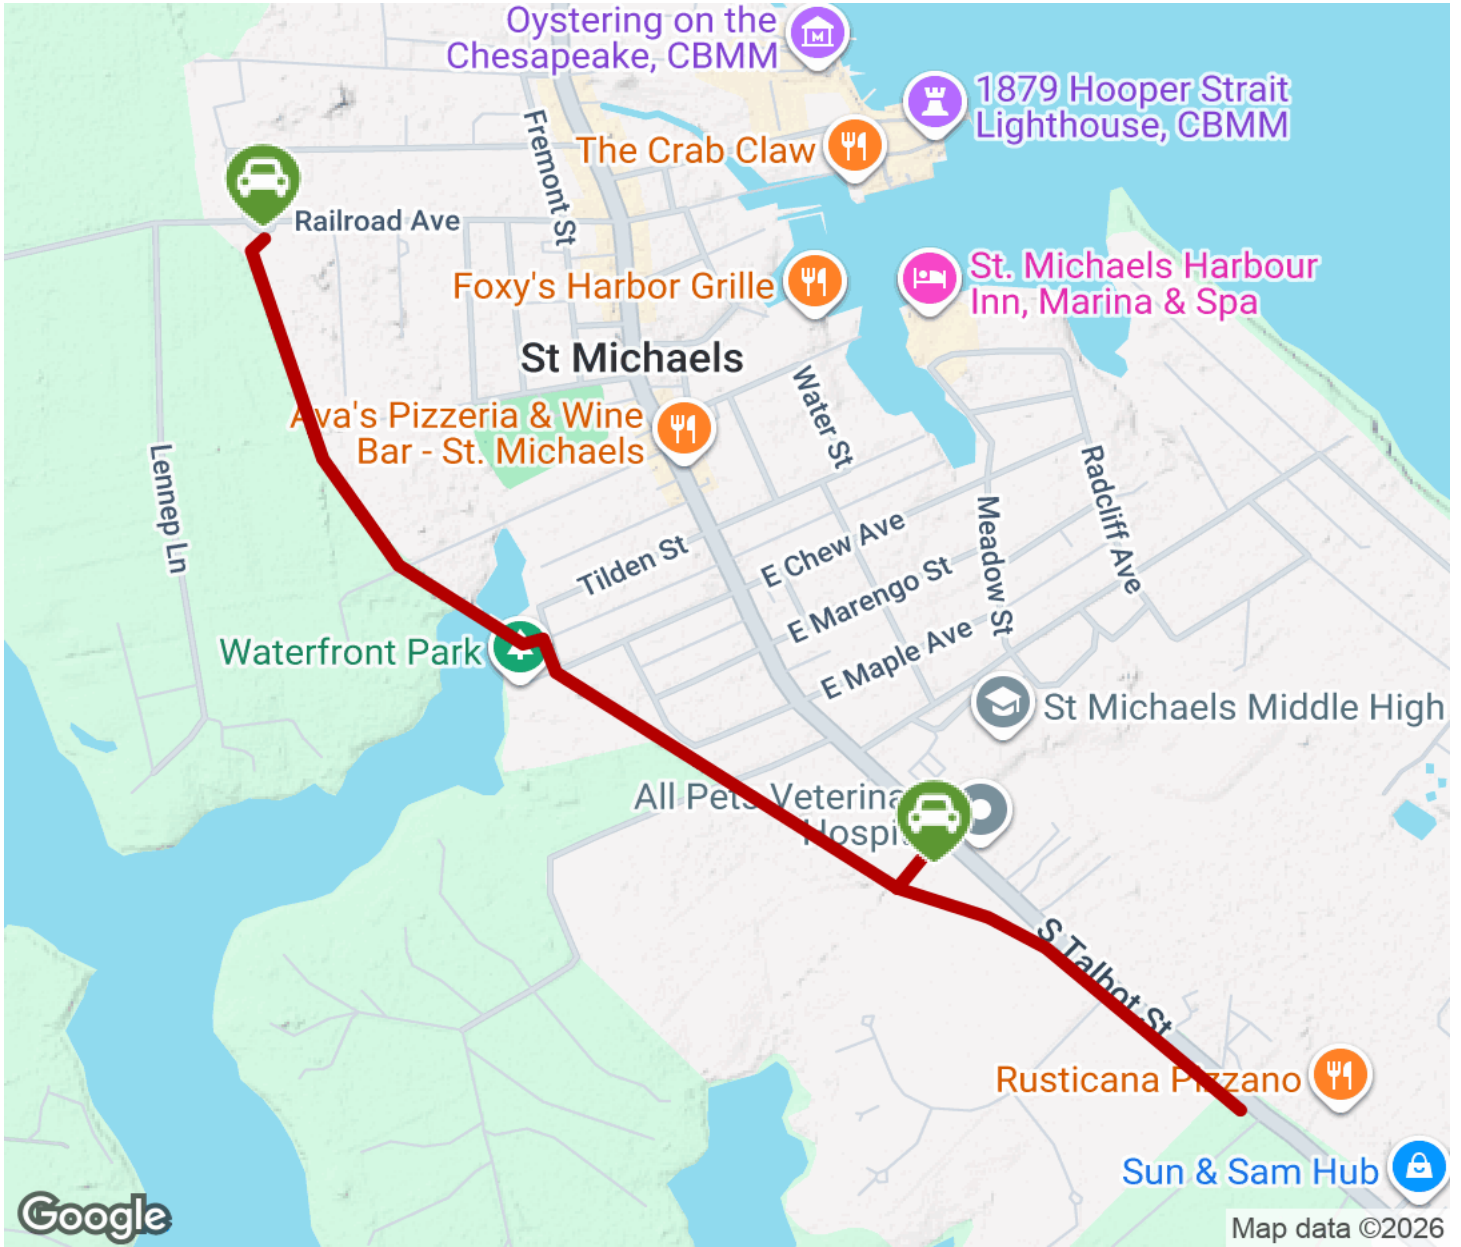 Oystering on the
Chesapeake, CBMM
1879 Hooper Strait
Lighthouse, CBMM
Fremont St
The Crab Claw
Railroad Ave
St. Michaels Harbour
Inn, Marina & Spa
Foxy's Harbor Grille
St Michaels
Water St
Ava's Pizzeria & Wine
Bar - St. Michaels
Lennep Ln
Radcliff Ave
Meadow St
Tilden St
E Chew Ave
E Marengo St
E Maple Ave
Waterfront Park
St Michaels Middle High
All Pets Veterina
Hospi
S Talbot St
Rusticana Pizzano
Sun & Sam Hub
Google
Map data ©2026